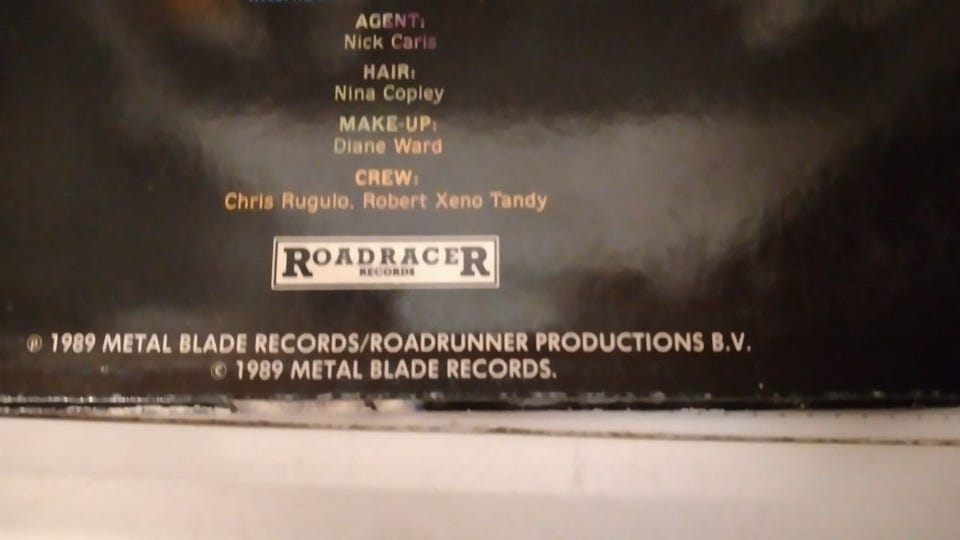 AGENT:
Nick Caris
HAIR:
Nina Copley
MAKE-UP:
Diane Ward
CREW:
Chris Rugulo, Robert Xeno Tandy
ROADRACER
RECORDS
℗ 1989 METAL BLADE RECORDS/ROADRUNNER PRODUCTIONS B.V.
© 1989 METAL BLADE RECORDS.